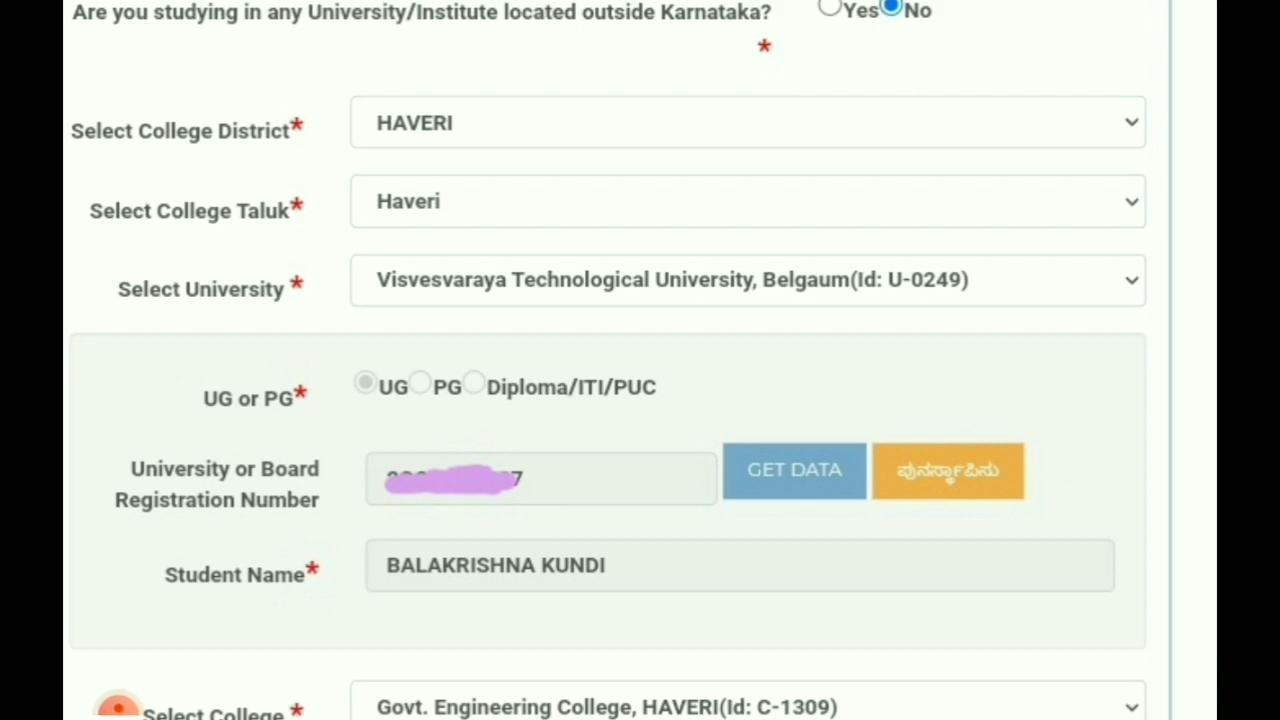 Are you studying in any University/Institute located outside Karnataka? Yes No
*
Select College District* HAVERI
Select College Taluk* Haveri
Select University * Visvesvaraya Technological University, Belgaum(Id: U-0249)
UG or PG* UG PG Diploma/ITI/PUC
University or Board
Registration Number
GET DATA ಪುನರ್ಸ್ಥಾಪಿಸು
Student Name* BALAKRISHNA KUNDI
Select College * Govt. Engineering College, HAVERI(Id: C-1309)